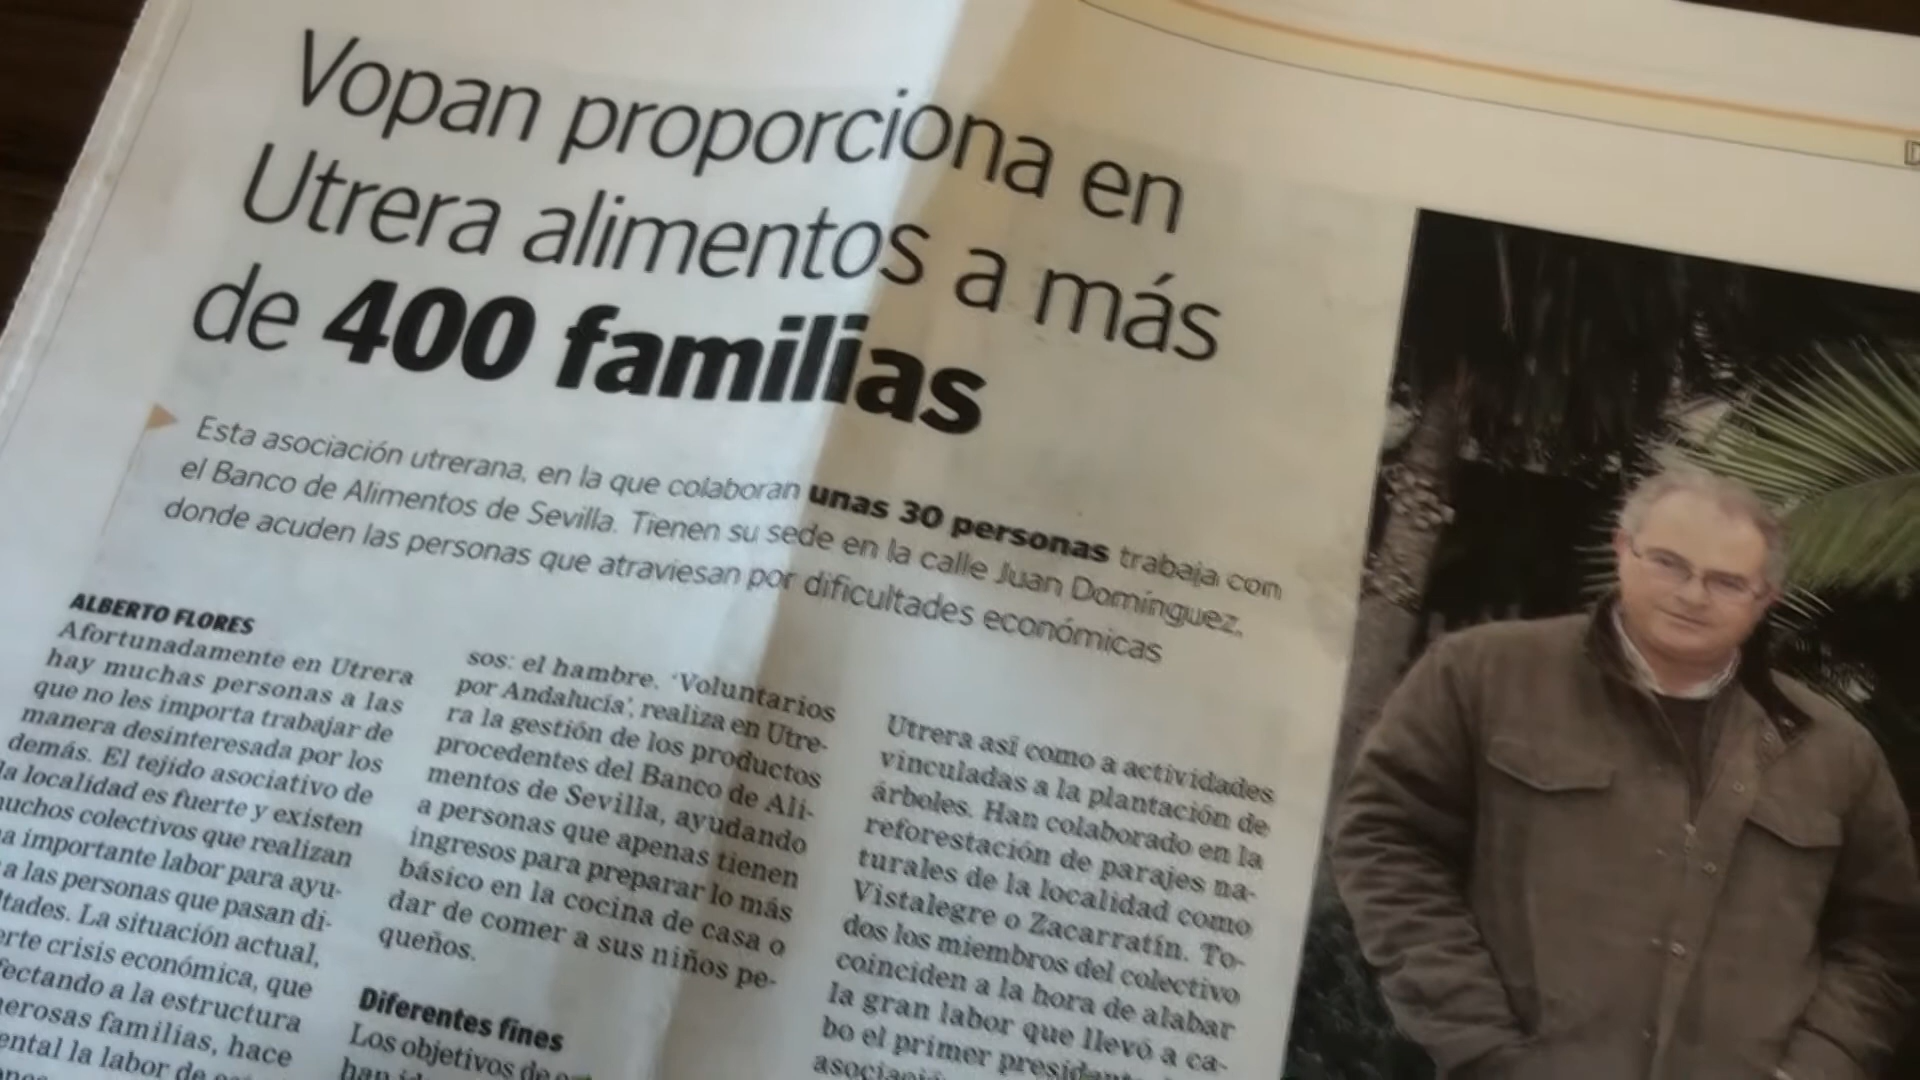 Vopan proporciona en
Utrera alimentos a más
de 400 familias
Esta asociación utrerana, en la que colaboran unas 30 personas trabaja con
el Banco de Alimentos de Sevilla. Tienen su sede en la calle Juan Domínguez,
donde acuden las personas que atraviesan por dificultades económicas
ALBERTO FLORES
Afortunadamente en Utrera
hay muchas personas a las
que no les importa trabajar de
manera desinteresada por los
demás. El tejido asociativo de
la localidad es fuerte y existen
muchos colectivos que realizan
importante labor para ayu-
a las personas que pasan di-
ltades. La situación actual,
erte crisis económica, que
fectando a la estructura
erosas familias, hace
ental la labor de
sos: el hambre. ‘Voluntarios
por Andalucía’, realiza en Utre-
ra la gestión de los productos
procedentes del Banco de Ali-
mentos de Sevilla, ayudando
a personas que apenas tienen
ingresos para preparar lo más
básico en la cocina de casa o
dar de comer a sus niños pe-
queños.
Diferentes fines
Los objetivos de
han
Utrera así como a actividades
vinculadas a la plantación de
árboles. Han colaborado en la
reforestación de parajes na-
turales de la localidad como
Vistalegre o Zacarratín. To-
dos los miembros del colectivo
coinciden a la hora de alabar
la gran labor que llevó a ca-
bo el primer